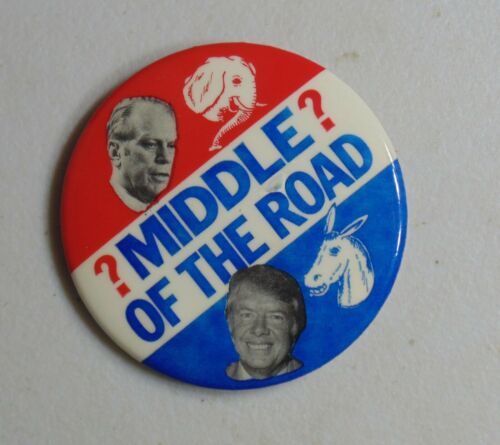 ? MIDDLE ?
OF THE ROAD